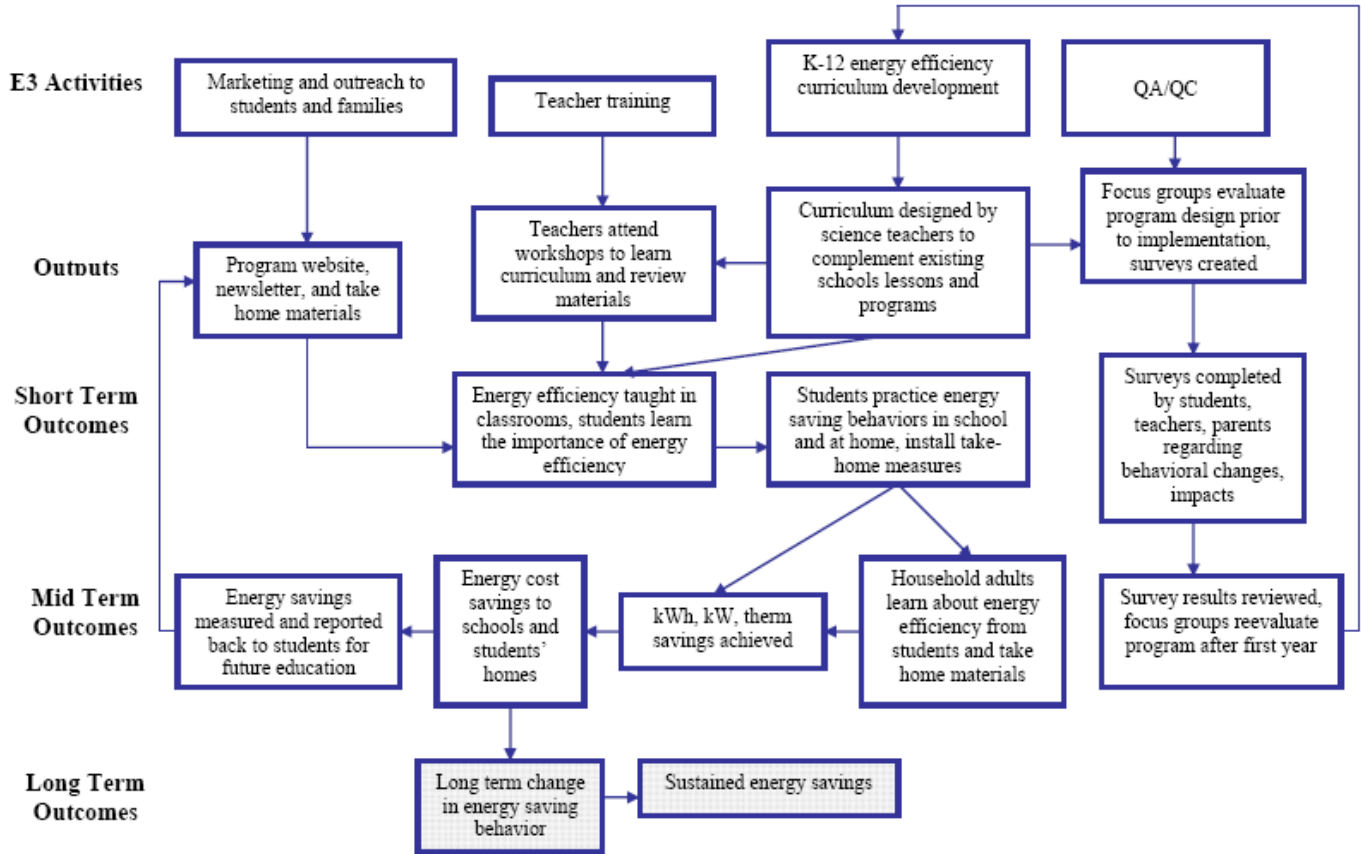 E3 Activities
Marketing and outreach to
students and families
Teacher training
K-12 energy efficiency
curriculum development
QA/QC
Outputs
Program website,
newsletter, and take
home materials
Teachers attend
workshops to learn
curriculum and review
materials
Curriculum designed by
science teachers to
complement existing
schools lessons and
programs
Focus groups evaluate
program design prior
to implementation,
surveys created
Short Term
Outcomes
Energy efficiency taught in
classrooms, students learn
the importance of energy
efficiency
Students practice energy
saving behaviors in school
and at home, install take-
home measures
Surveys completed
by students,
teachers, parents
regarding
behavioral changes,
impacts
Mid Term
Outcomes
Energy savings
measured and reported
back to students for
future education
Energy cost
savings to
schools and
students’
homes
kWh, kW, therm
savings achieved
Household adults
learn about energy
efficiency from
students and take
home materials
Survey results reviewed,
focus groups reevaluate
program after first year
Long Term
Outcomes
Long term change
in energy saving
behavior
Sustained energy savings